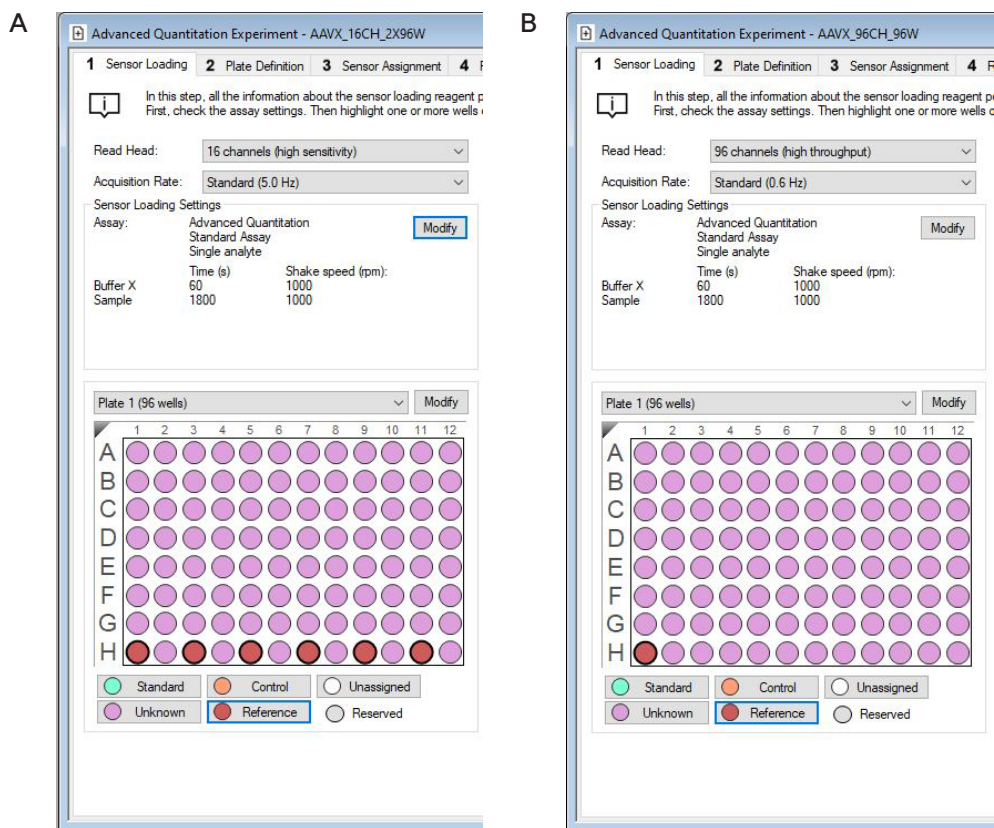 A
Advanced Quantitation Experiment - AAVX_16CH_2X96W
1 Sensor Loading 2 Plate Definition 3 Sensor Assignment 4
In this step, all the information about the sensor loading reagent p
First, check the assay settings. Then highlight one or more wells
Read Head: 16 channels (high sensitivity)
Acquisition Rate: Standard (5.0 Hz)
Sensor Loading Settings
Assay: Advanced Quantitation Modify
Standard Assay
Single analyte
Time (s) Shake speed (rpm):
Buffer X 60 1000
Sample 1800 1000
Plate 1 (96 wells) Modify
1 2 3 4 5 6 7 8 9 10 11 12
A
B
C
D
E
F
G
H
Standard Control Unassigned
Unknown Reference Reserved
B
Advanced Quantitation Experiment - AAVX_96CH_96W
1 Sensor Loading 2 Plate Definition 3 Sensor Assignment 4
In this step, all the information about the sensor loading reagent p
First, check the assay settings. Then highlight one or more wells
Read Head: 96 channels (high throughput)
Acquisition Rate: Standard (0.6 Hz)
Sensor Loading Settings
Assay: Advanced Quantitation Modify
Standard Assay
Single analyte
Time (s) Shake speed (rpm):
Buffer X 60 1000
Sample 1800 1000
Plate 1 (96 wells) Modify
1 2 3 4 5 6 7 8 9 10 11 12
A
B
C
D
E
F
G
H
Standard Control Unassigned
Unknown Reference Reserved